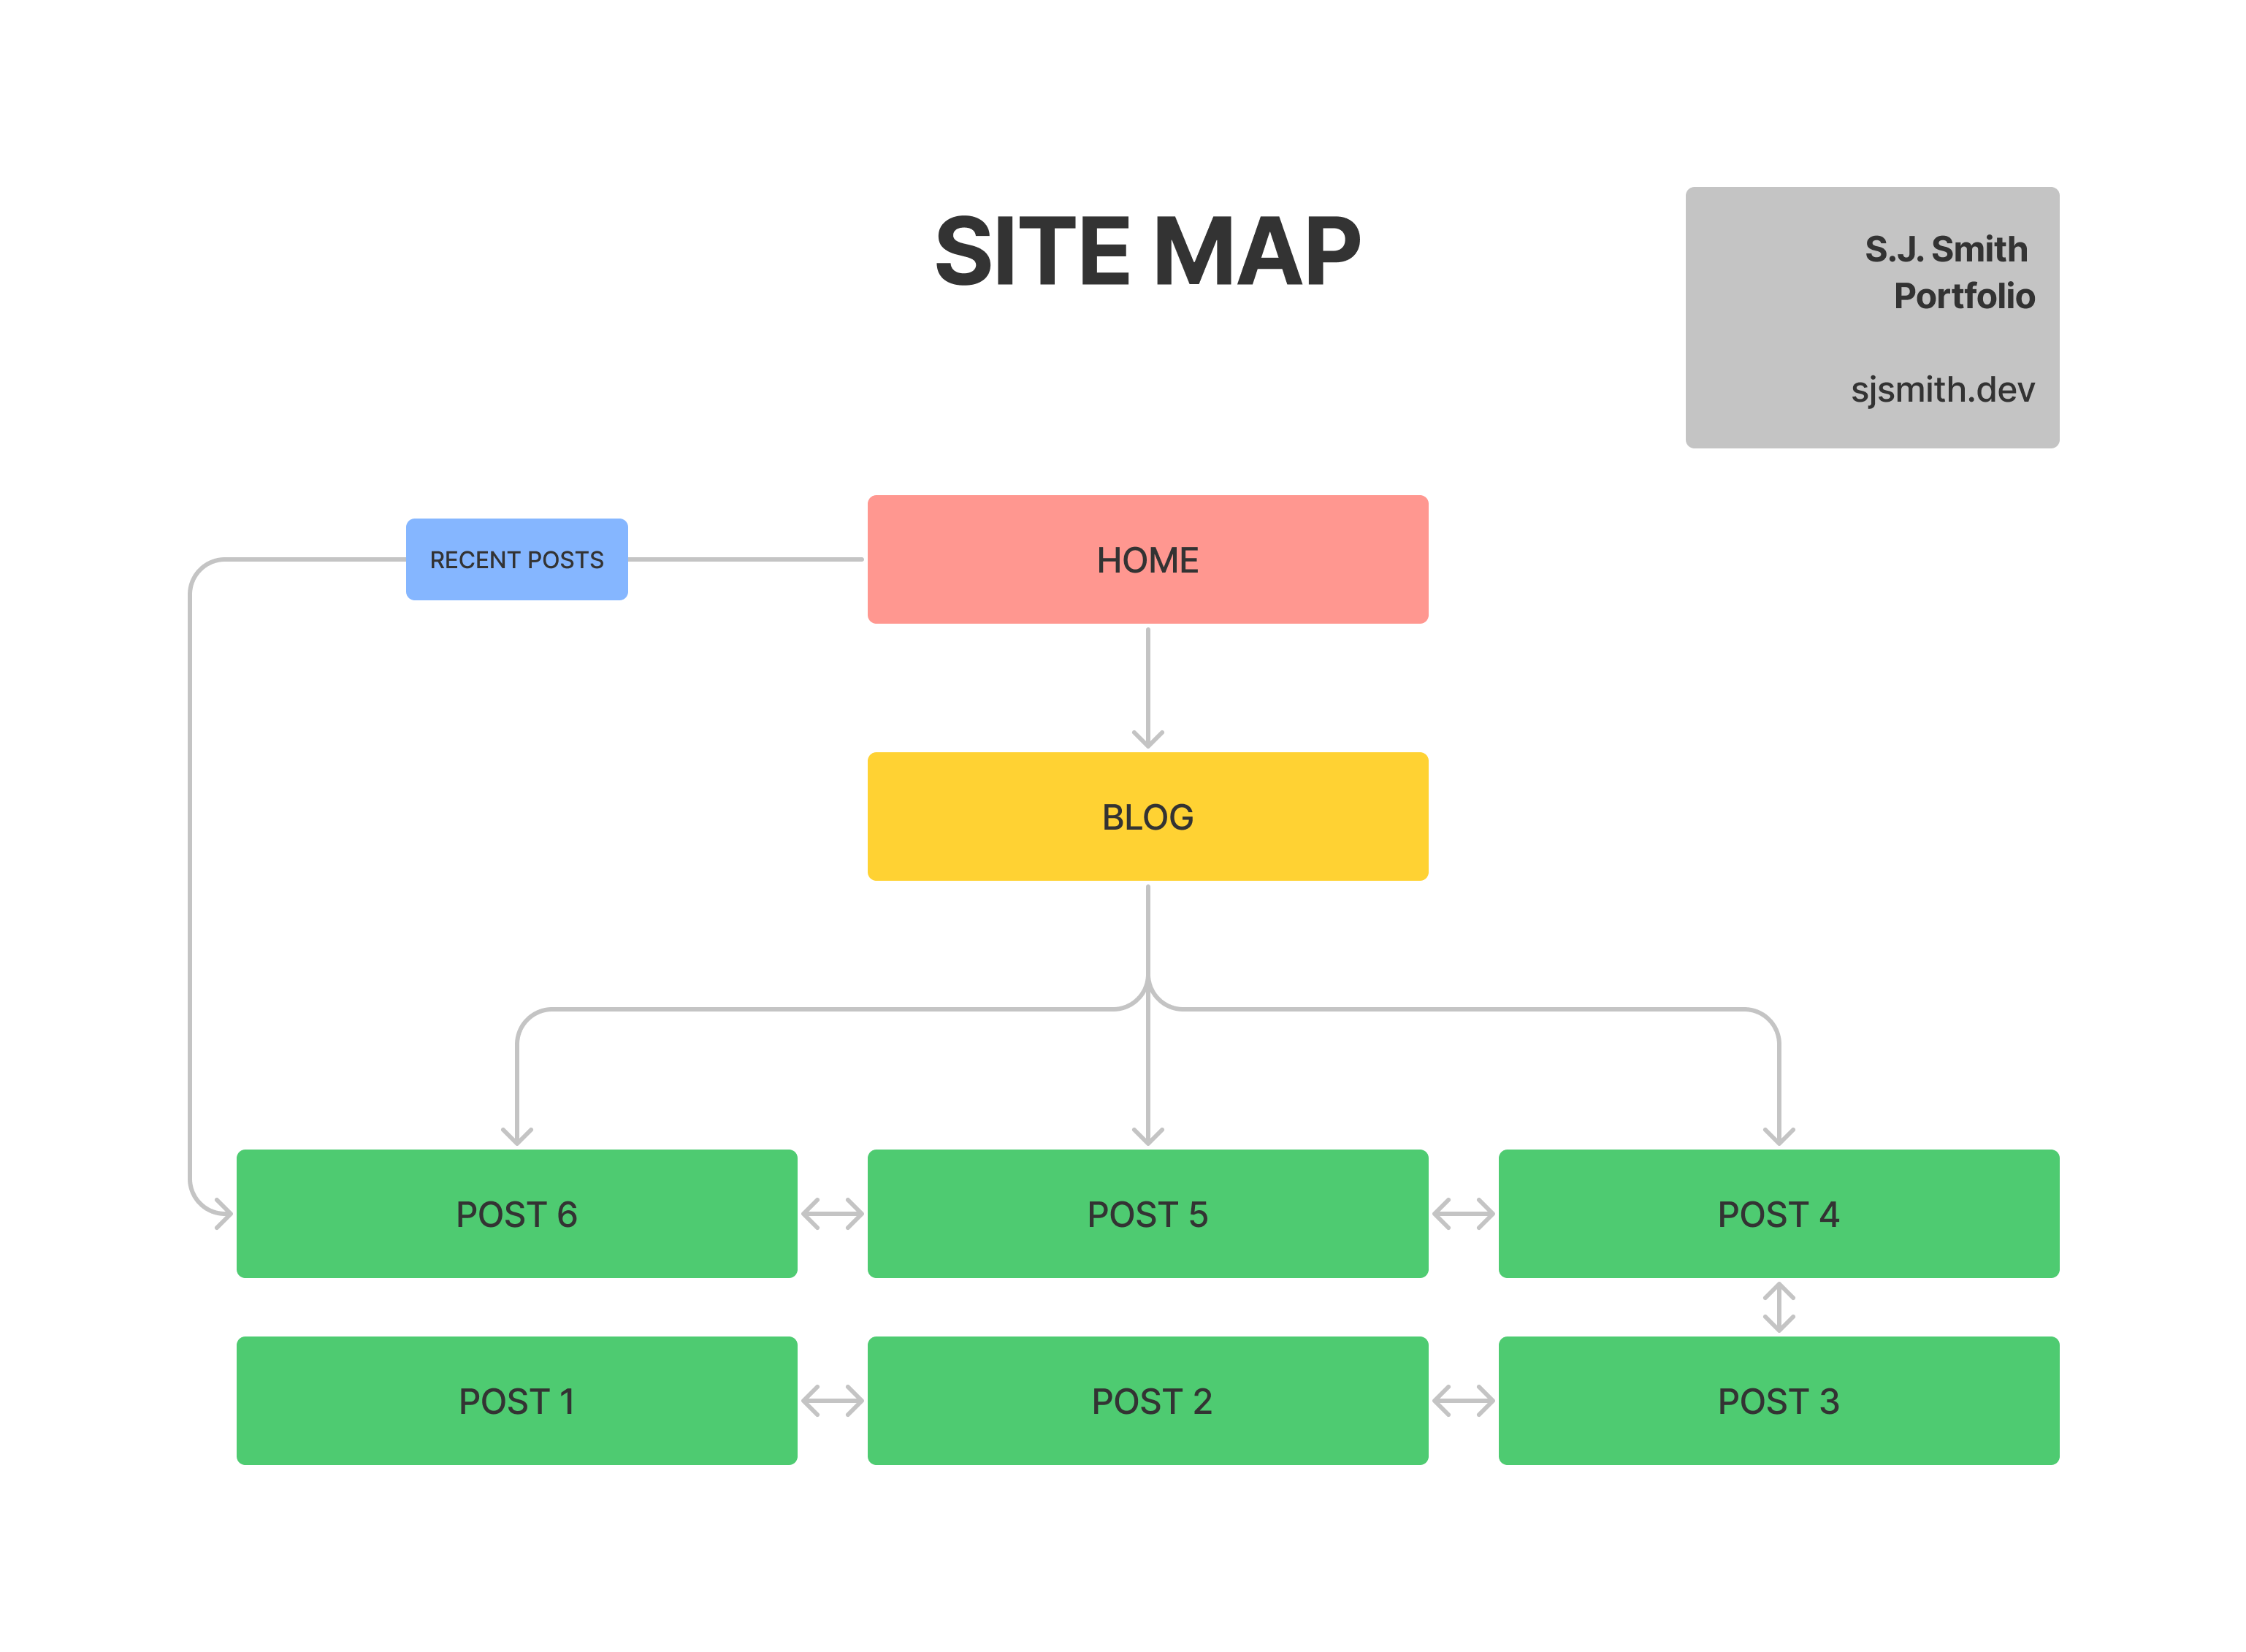 SITE MAP
S.J. Smith
Portfolio
sjsmith.dev
RECENT POSTS
HOME
BLOG
POST 6
POST 5
POST 4
POST 1
POST 2
POST 3